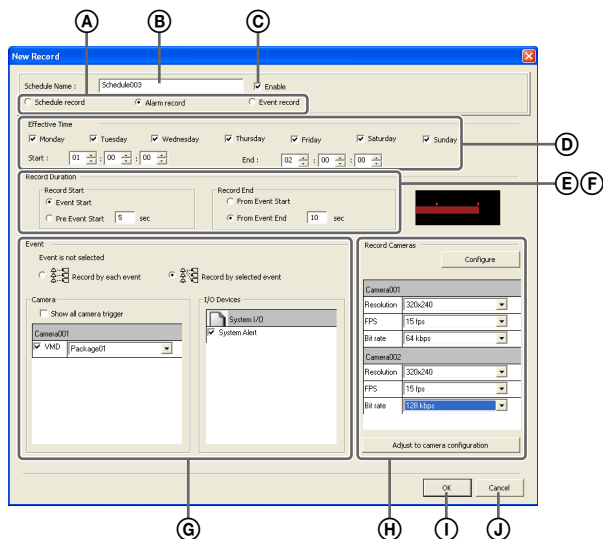 A B C
New Record
Schedule Name : Schedule003 Enable
Schedule record Alarm record Event record
Effective Time
Monday Tuesday Wednesday Thursday Friday Saturday Sunday
D
Start : 01 : 00 : 00 End : 02 : 00 : 00
Record Duration
E F
Record Start Record End
Event Start From Event Start
Pre Event Start 5 sec From Event End 10 sec
Event Record Cameras
Event is not selected Configure
Record by each event Record by selected event
Camera I/O Devices
Show all camera trigger System I/O
Camera001 System Alert
VMD Package01
Camera001
Resolution 320x240
FPS 15 fps
Bit rate 64 kbps
Camera002
Resolution 320x240
FPS 15 fps
Bit rate 128 kbps
Adjust to camera configuration
OK Cancel
G H I J